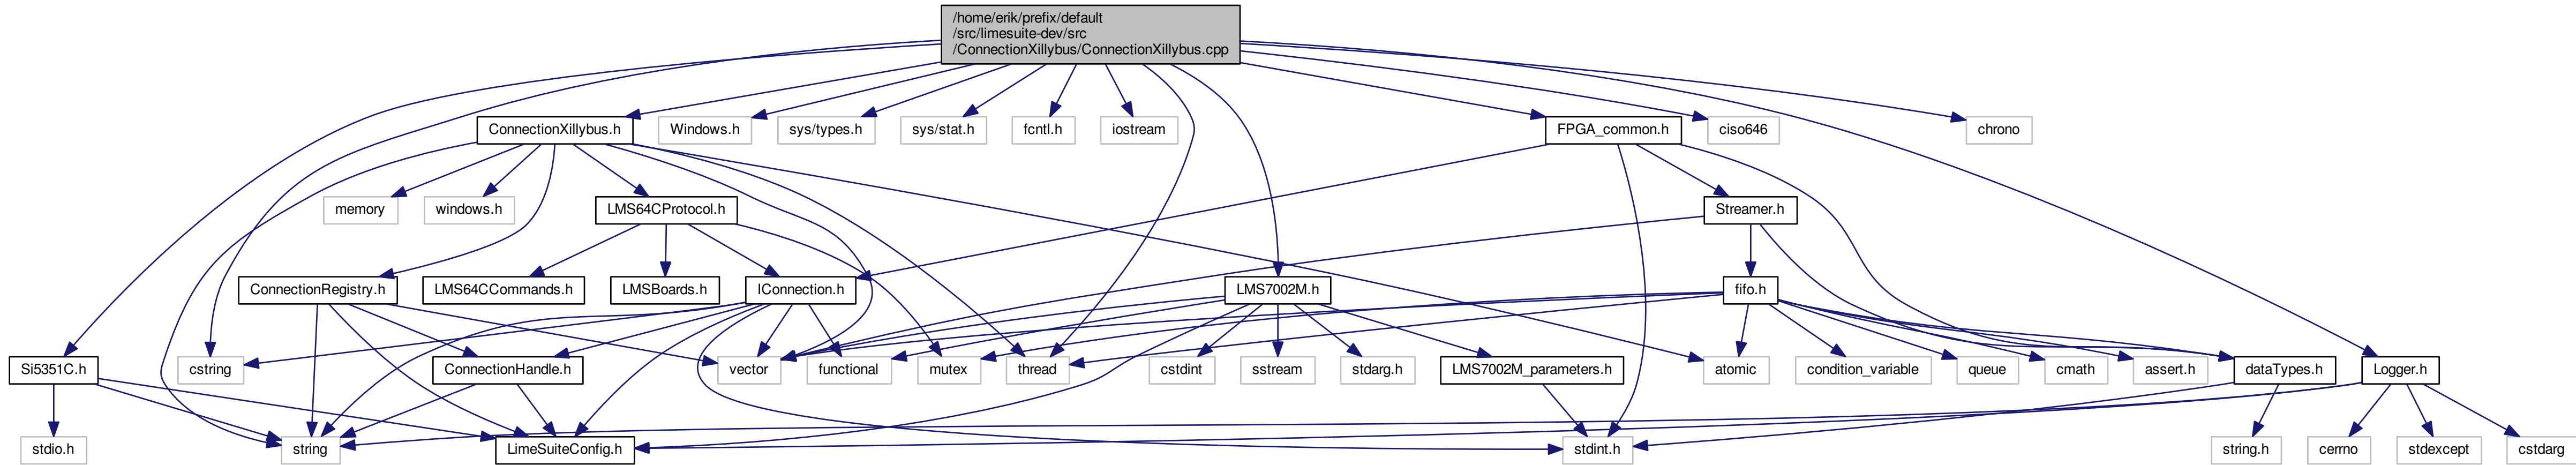 /home/erik/prefix/default
/src/limesuite-dev/src
/ConnectionXillybus/ConnectionXillybus.cpp
ConnectionXillybus.h
Windows.h
sys/types.h
sys/stat.h
fcntl.h
iostream
FPGA_common.h
ciso646
chrono
memory
windows.h
LMS64CProtocol.h
Streamer.h
ConnectionRegistry.h
LMS64CCommands.h
LMSBoards.h
IConnection.h
LMS7002M.h
fifo.h
Si5351C.h
cstring
ConnectionHandle.h
vector
functional
mutex
thread
cstdint
sstream
stdarg.h
LMS7002M_parameters.h
atomic
condition_variable
queue
cmath
assert.h
dataTypes.h
Logger.h
stdio.h
string
LimeSuiteConfig.h
stdint.h
string.h
cerrno
stdexcept
cstdarg